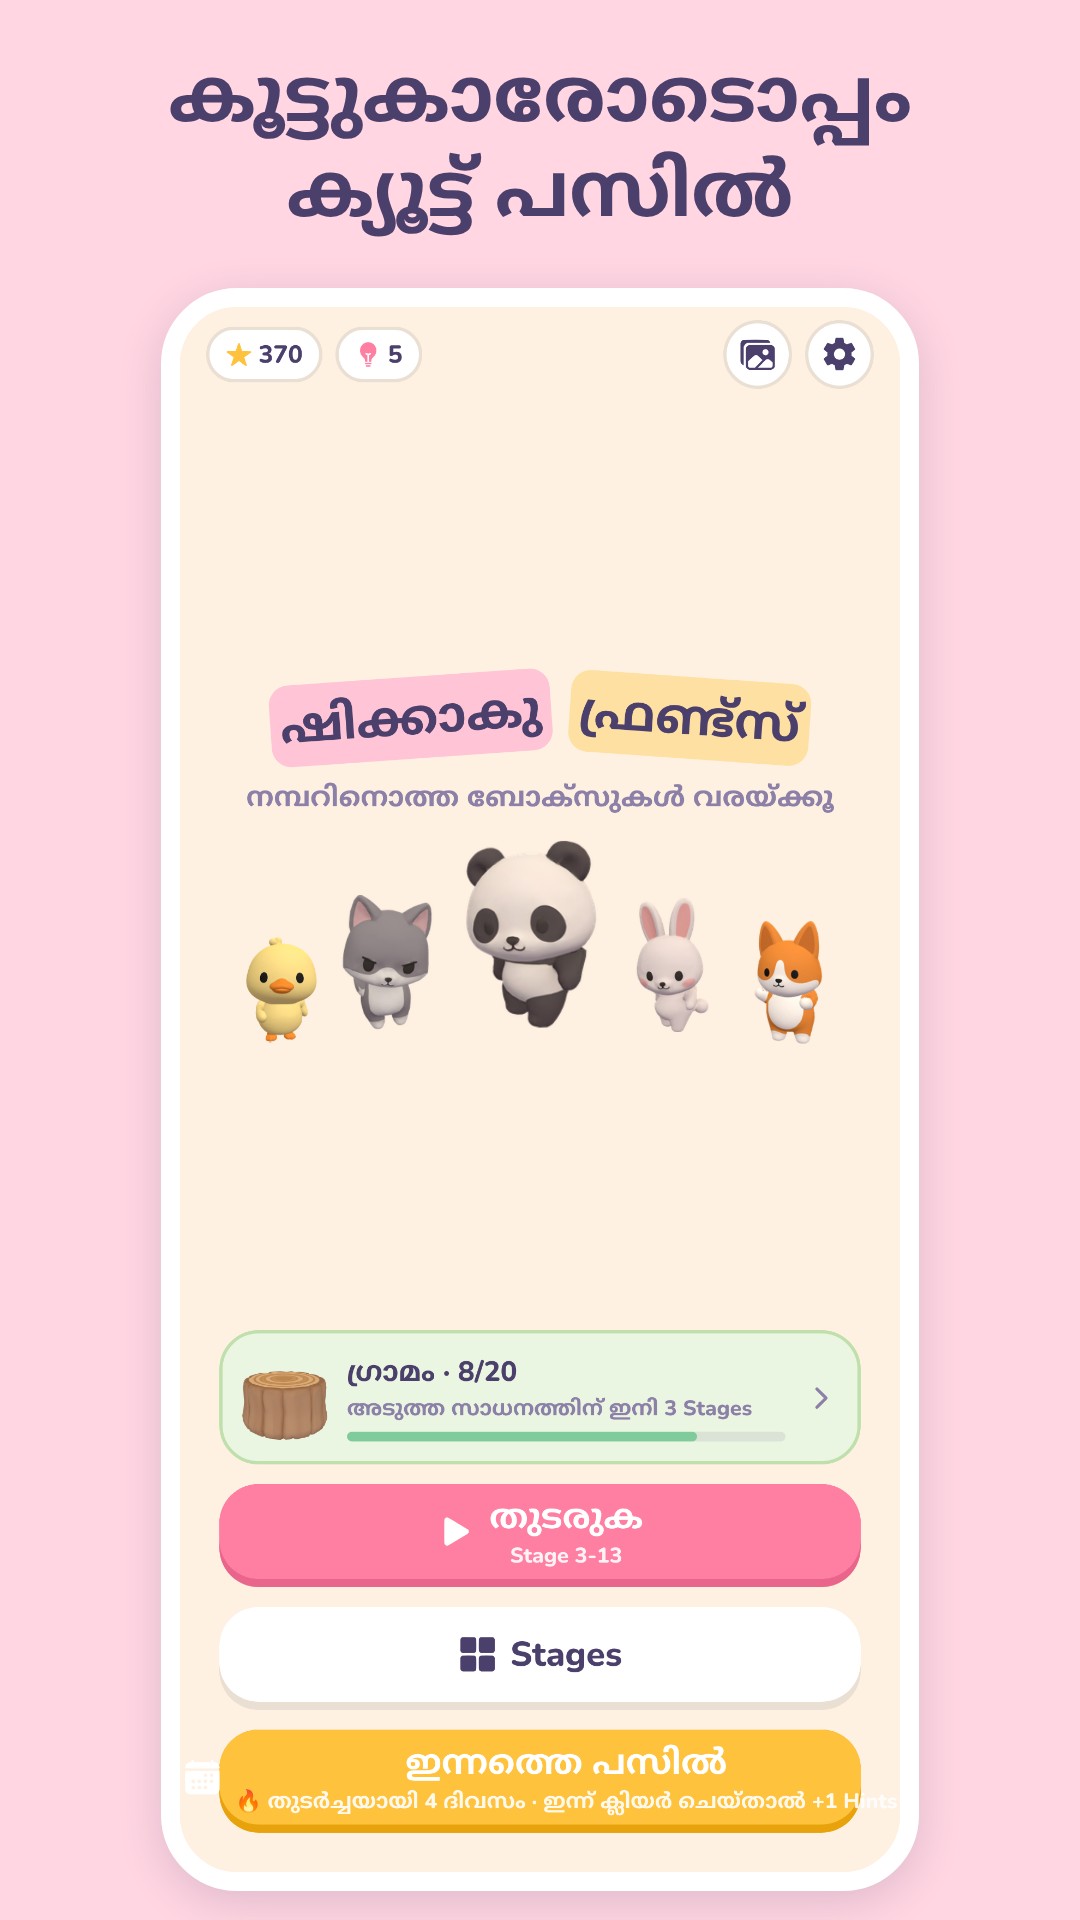 കൂട്ടുകാരോടൊപ്പം
ക്യൂട്ട് പസിൽ
370
5
ഷിക്കാകു ഫ്രണ്ട്സ്
നമ്പറിനൊത്ത ബോക്സുകൾ വരയ്ക്കൂ
ഗ്രാമം · 8/20
അടുത്ത സാധനത്തിന് ഇനി 3 Stages
തുടരുക
Stage 3-13
Stages
ഇന്നത്തെ പസിൽ
🔥 തുടർച്ചയായി 4 ദിവസം · ഇന്ന് ക്ലിയർ ചെയ്താൽ +1 Hints